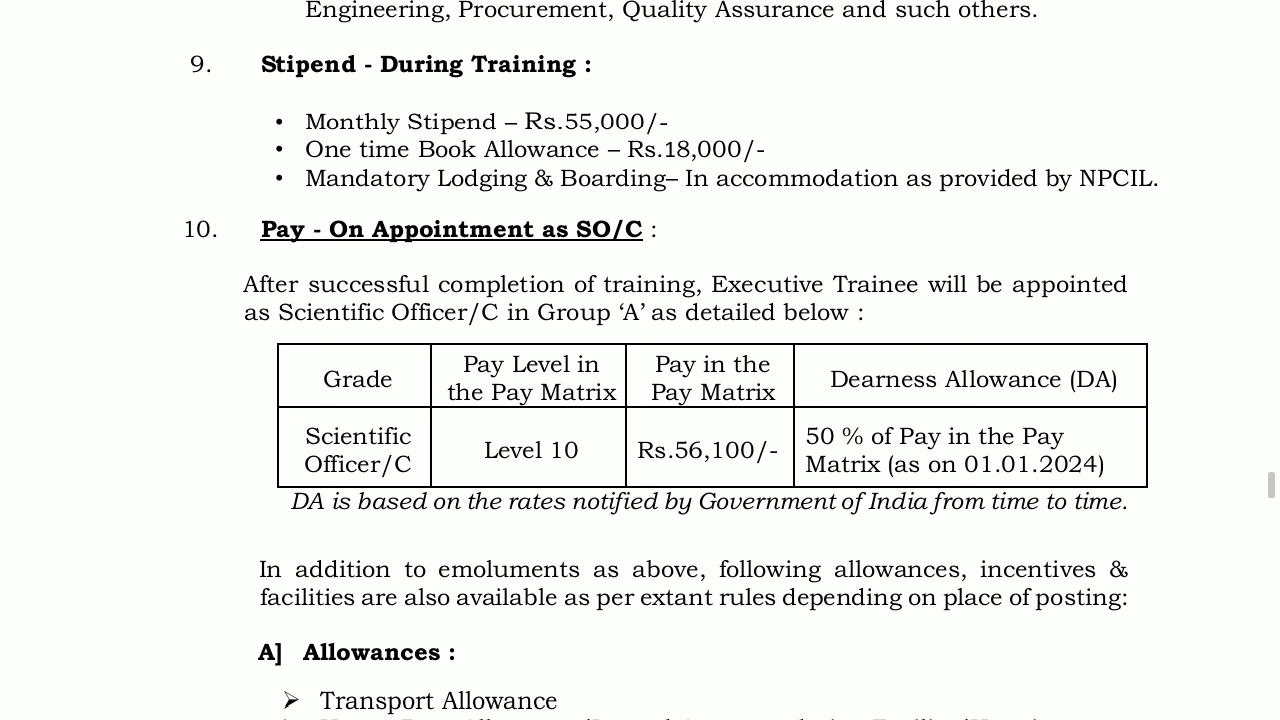 Engineering, Procurement, Quality Assurance and such others.
9. Stipend - During Training :
• Monthly Stipend – Rs.55,000/-
• One time Book Allowance – Rs.18,000/-
• Mandatory Lodging & Boarding– In accommodation as provided by NPCIL.
10. Pay - On Appointment as SO/C :
After successful completion of training, Executive Trainee will be appointed
as Scientific Officer/C in Group ‘A’ as detailed below :
Grade
Pay Level in
the Pay Matrix
Pay in the
Pay Matrix
Dearness Allowance (DA)
Scientific
Officer/C
Level 10
Rs.56,100/-
50 % of Pay in the Pay
Matrix (as on 01.01.2024)
DA is based on the rates notified by Government of India from time to time.
In addition to emoluments as above, following allowances, incentives &
facilities are also available as per extant rules depending on place of posting:
A] Allowances :
➢ Transport Allowance